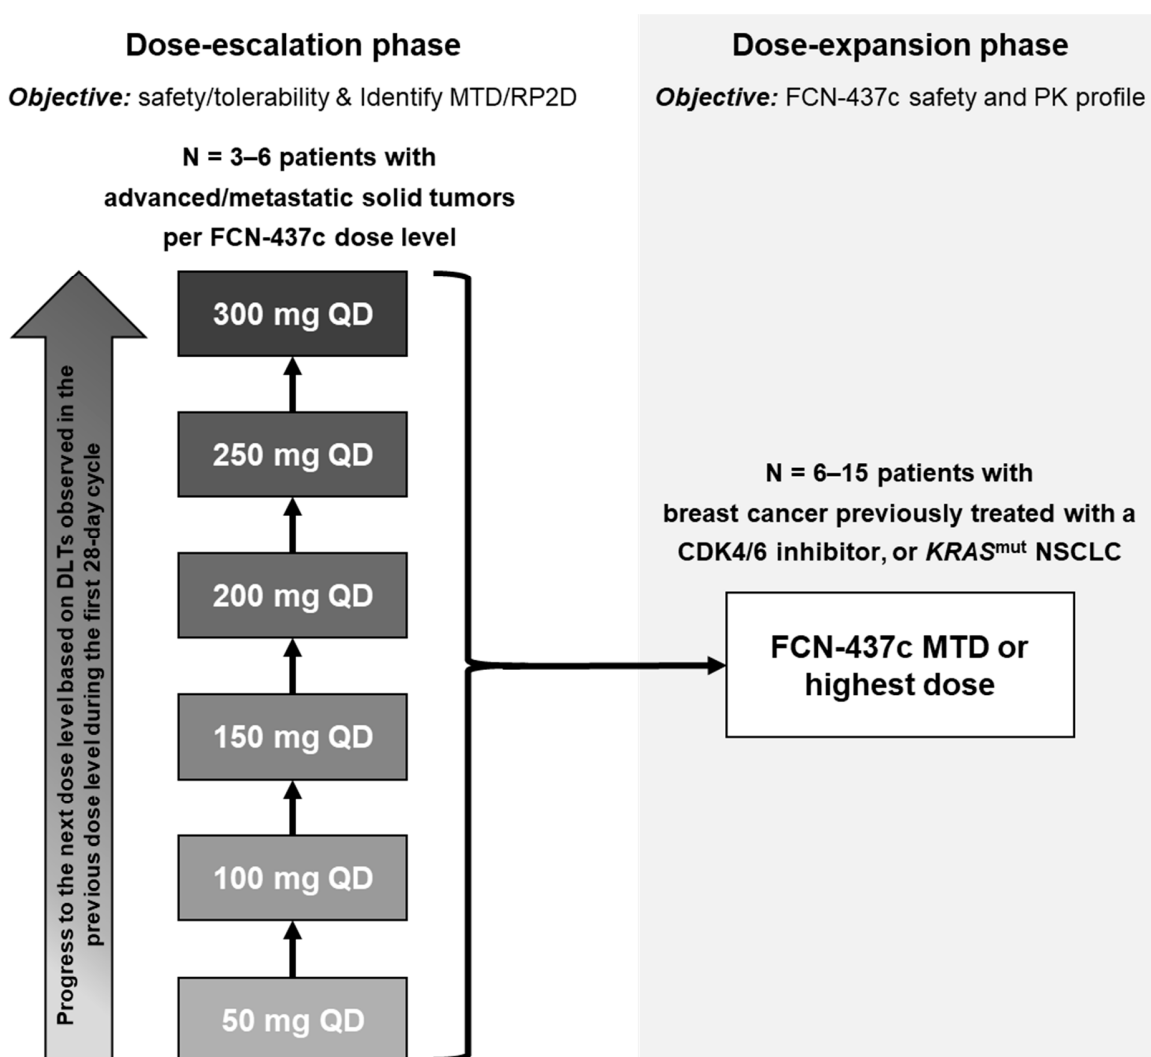 Dose-escalation phase
Objective: safety/tolerability & Identify MTD/RP2D
N = 3–6 patients with
advanced/metastatic solid tumors
per FCN-437c dose level
300 mg QD
250 mg QD
200 mg QD
150 mg QD
100 mg QD
50 mg QD
Progress to the next dose level based on DLTs observed in the
previous dose level during the first 28-day cycle
Dose-expansion phase
Objective: FCN-437c safety and PK profile
N = 6–15 patients with
breast cancer previously treated with a
CDK4/6 inhibitor, or KRASmut NSCLC
FCN-437c MTD or
highest dose